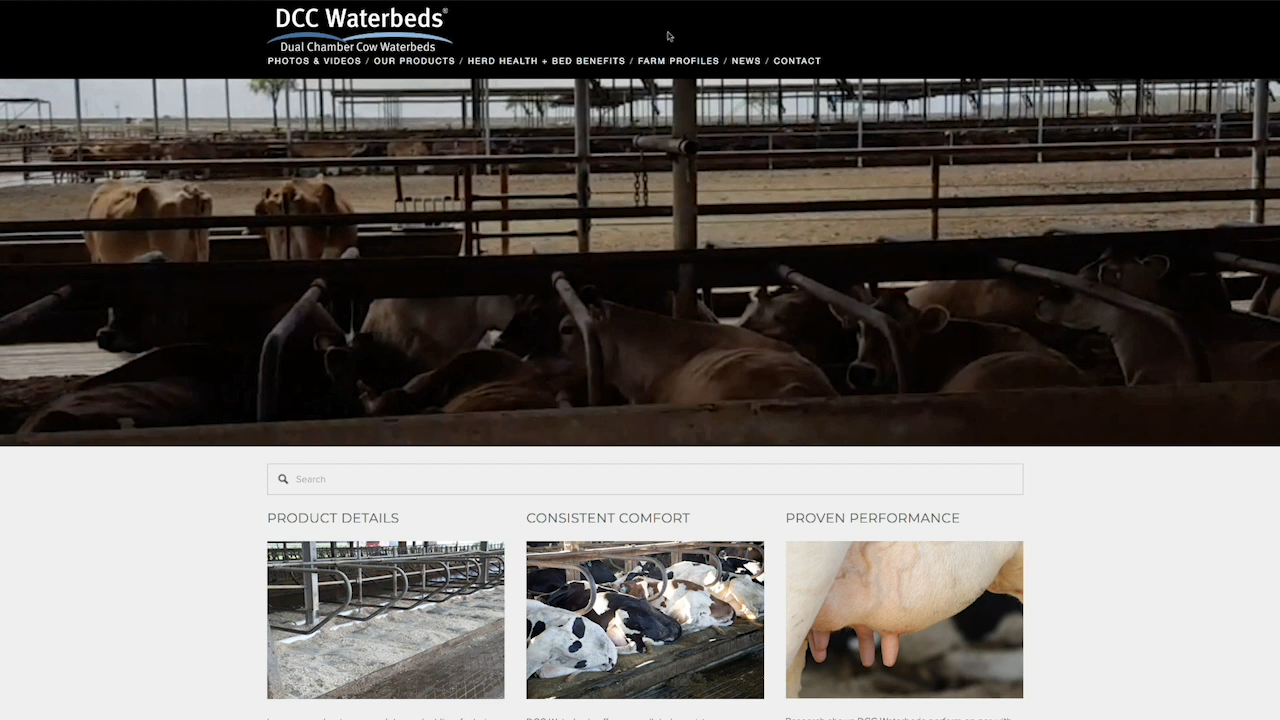 DCC Waterbeds®
Dual Chamber Cow Waterbeds
PHOTOS & VIDEOS / OUR PRODUCTS / HERD HEALTH + BED BENEFITS / FARM PROFILES / NEWS / CONTACT
Search
PRODUCT DETAILS
CONSISTENT COMFORT
PROVEN PERFORMANCE